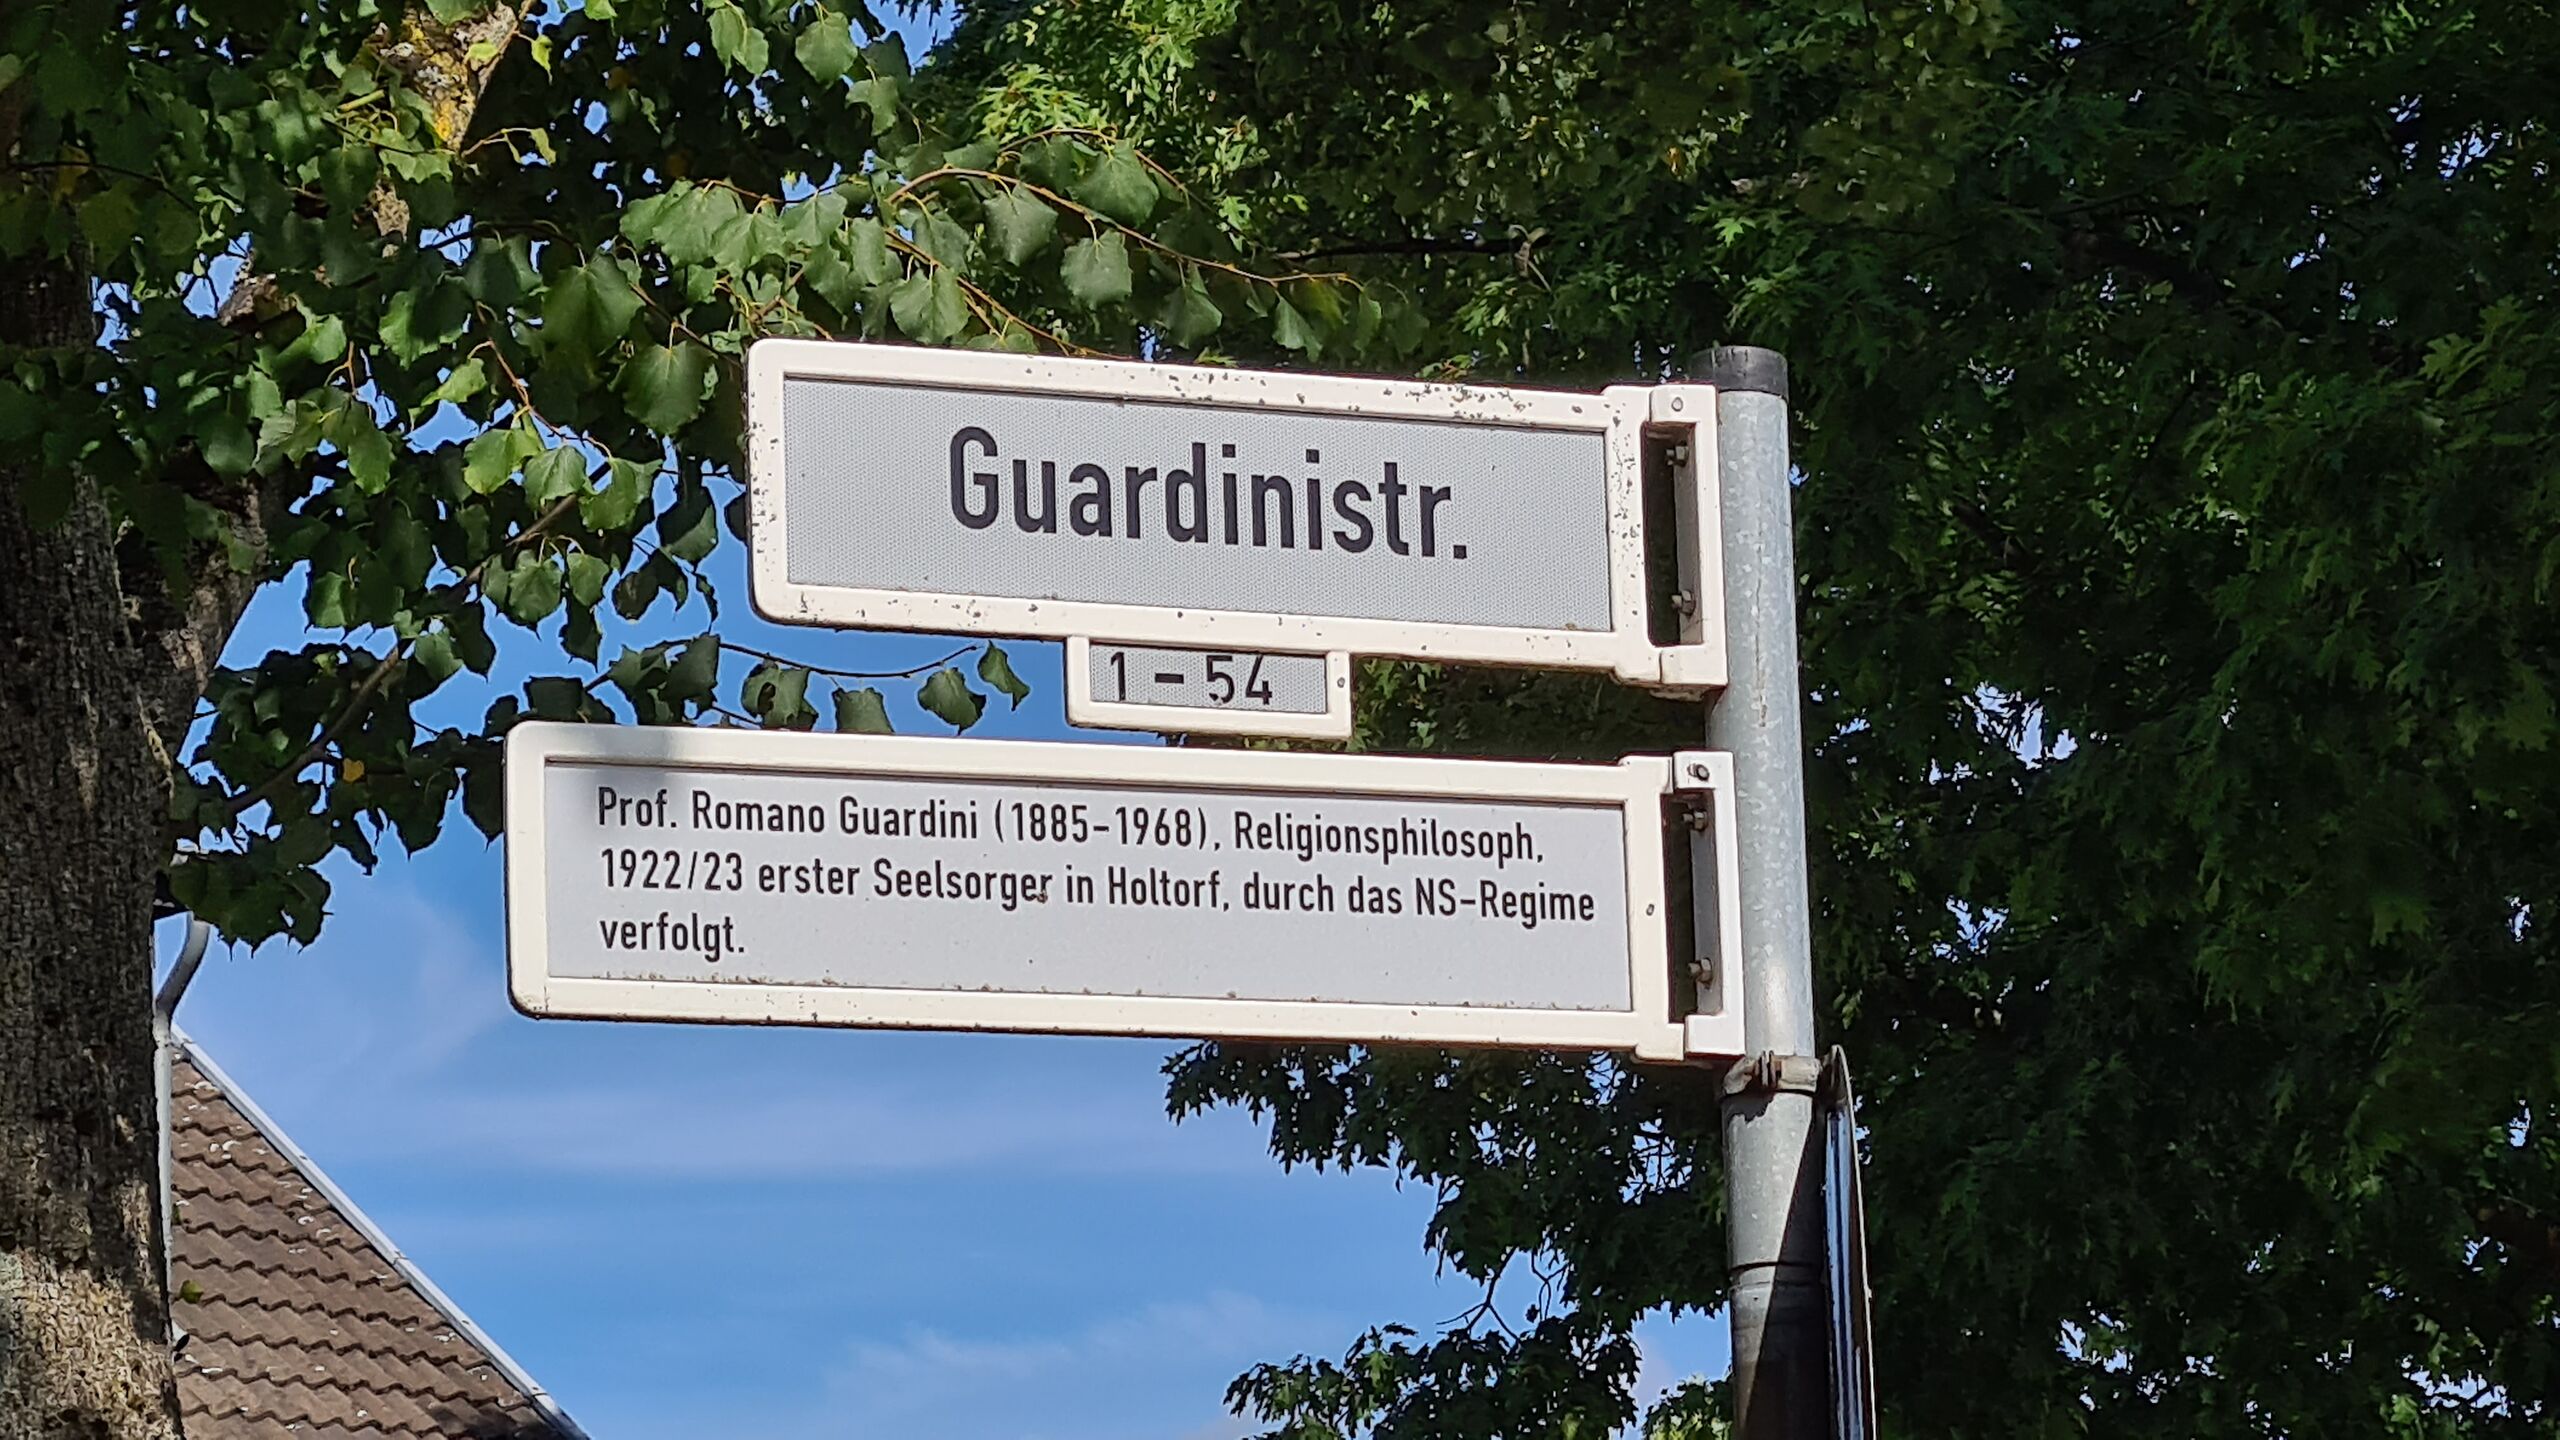 Guardinistr.
1 – 54
Prof. Romano Guardini (1885–1968), Religionsphilosoph,
1922/23 erster Seelsorger in Holtorf, durch das NS–Regime
verfolgt.